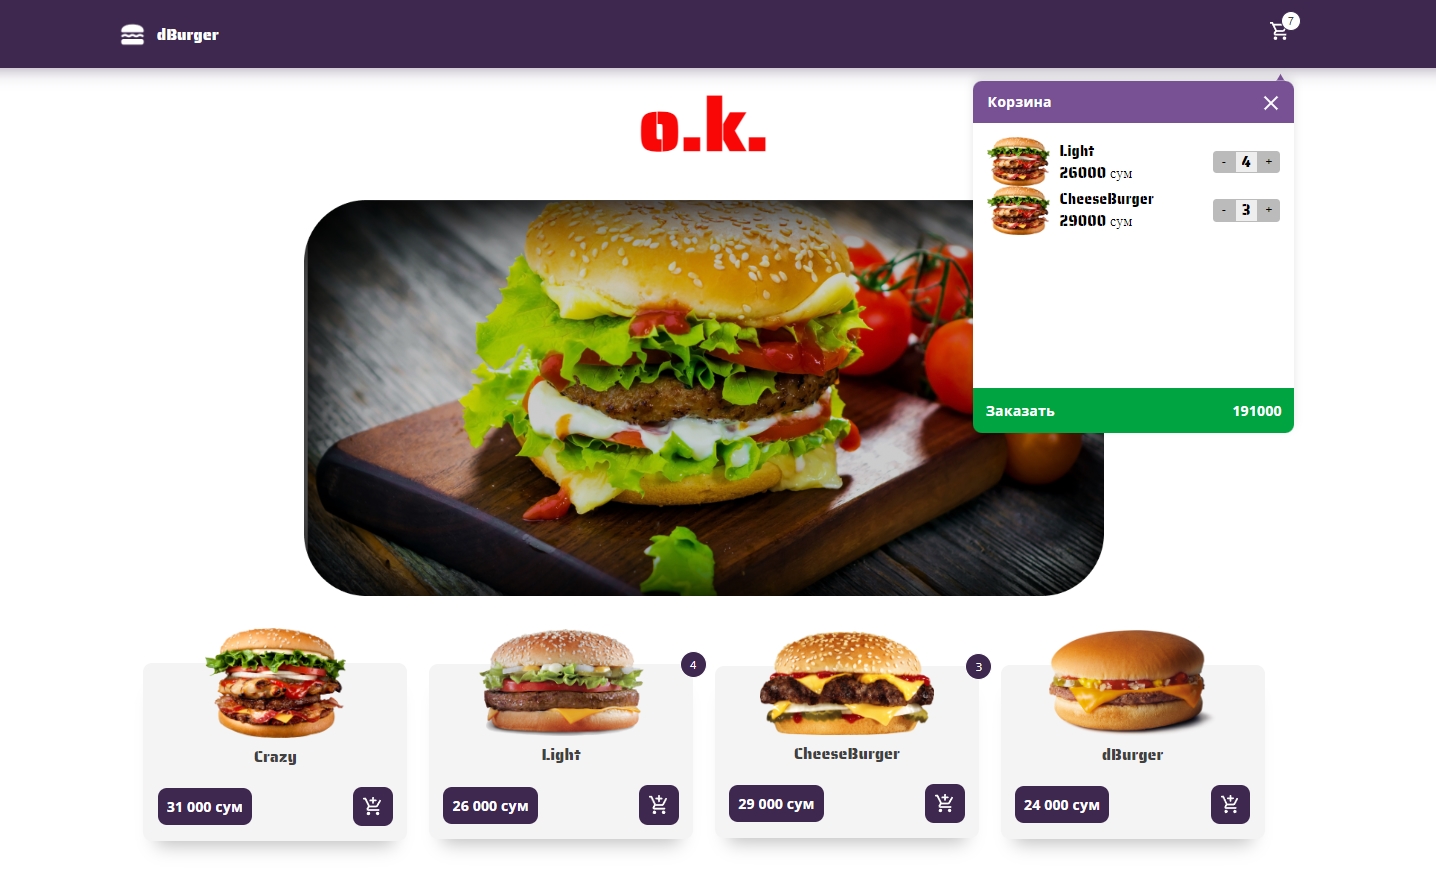 dBurger
7
o.k.
Корзина
Light
26000 сум
- 4 +
CheeseBurger
29000 сум
- 3 +
Заказать 191000
4
3
Crazy
Light
CheeseBurger
dBurger
31 000 сум
26 000 сум
29 000 сум
24 000 сум